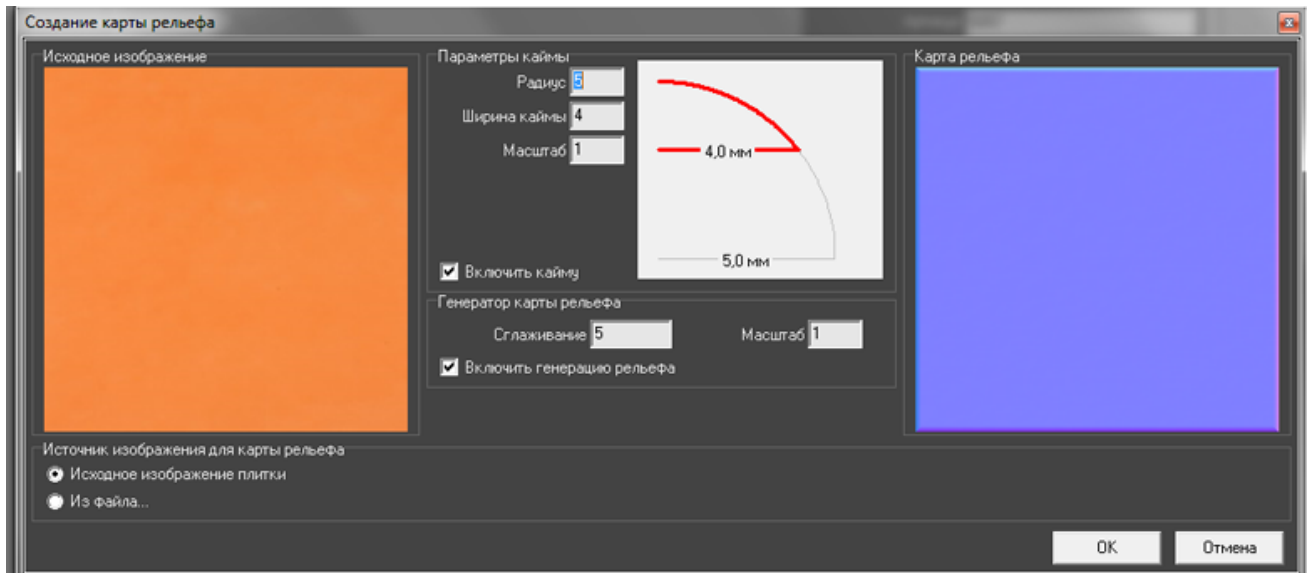 Создание карты рельефа
Исходное изображение
Параметры каймы
Радиус 5
Ширина каймы 4
Масштаб 1
4,0 мм
5,0 мм
Включить кайму
Генератор карты рельефа
Сглаживание 5 Масштаб 1
Включить генерацию рельефа
Карта рельефа
Источник изображения для карты рельефа
Исходное изображение плитки
Из файла...
OK Отмена